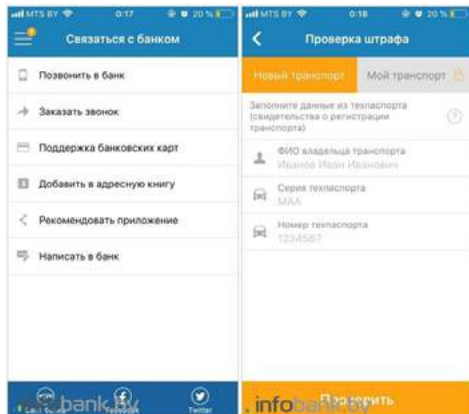 MTS BY 0:17 20 %
Связаться с банком
Позвонить в банк
Заказать звонок
Поддержка банковских карт
Добавить в адресную книгу
Рекомендовать приложение
Написать в банк
Facebook
Twitter
MTS BY 0:18 20 %
Проверка штрафа
Новый транспорт
Мой транспорт
Заполните данные из техпаспорта
(свидетельства о регистрации
транспорта)
ФИО владельца транспорта
Иванов Иван Иванович
Серия техпаспорта
МАА
Номер техпаспорта
1234567
Проверить
infobank.by